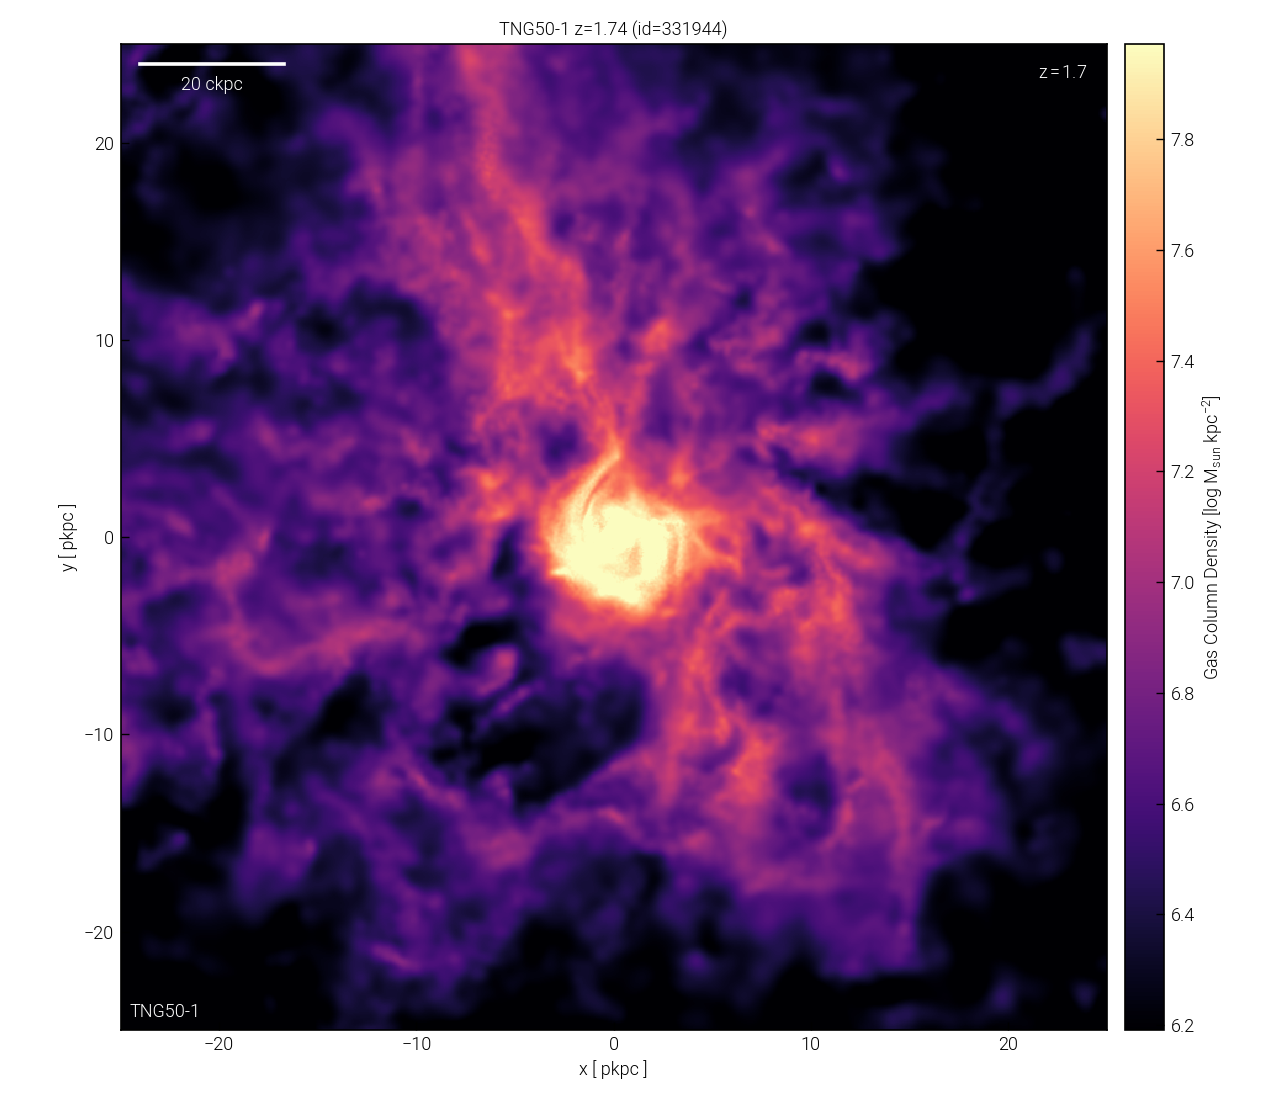 TNG50-1 z=1.74 (id=331944)
20 ckpc
z = 1.7
TNG50-1
20
10
0
−10
−20
y [ pkpc ]
−20 −10 0 10 20
x [ pkpc ]
7.8
7.6
7.4
7.2
7.0
6.8
6.6
6.4
6.2
Gas Column Density [log M_sun kpc^−2]